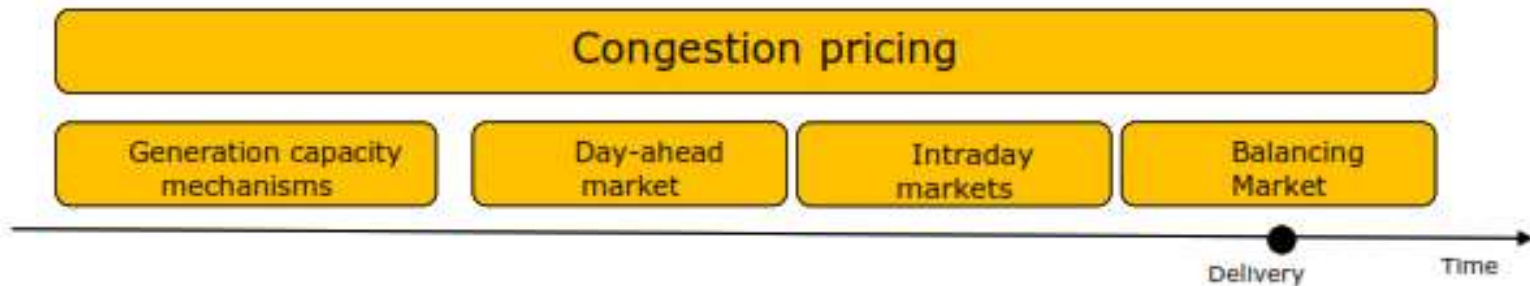 Congestion pricing
Generation capacity
mechanisms
Day-ahead
market
Intraday
markets
Balancing
Market
Delivery
Time